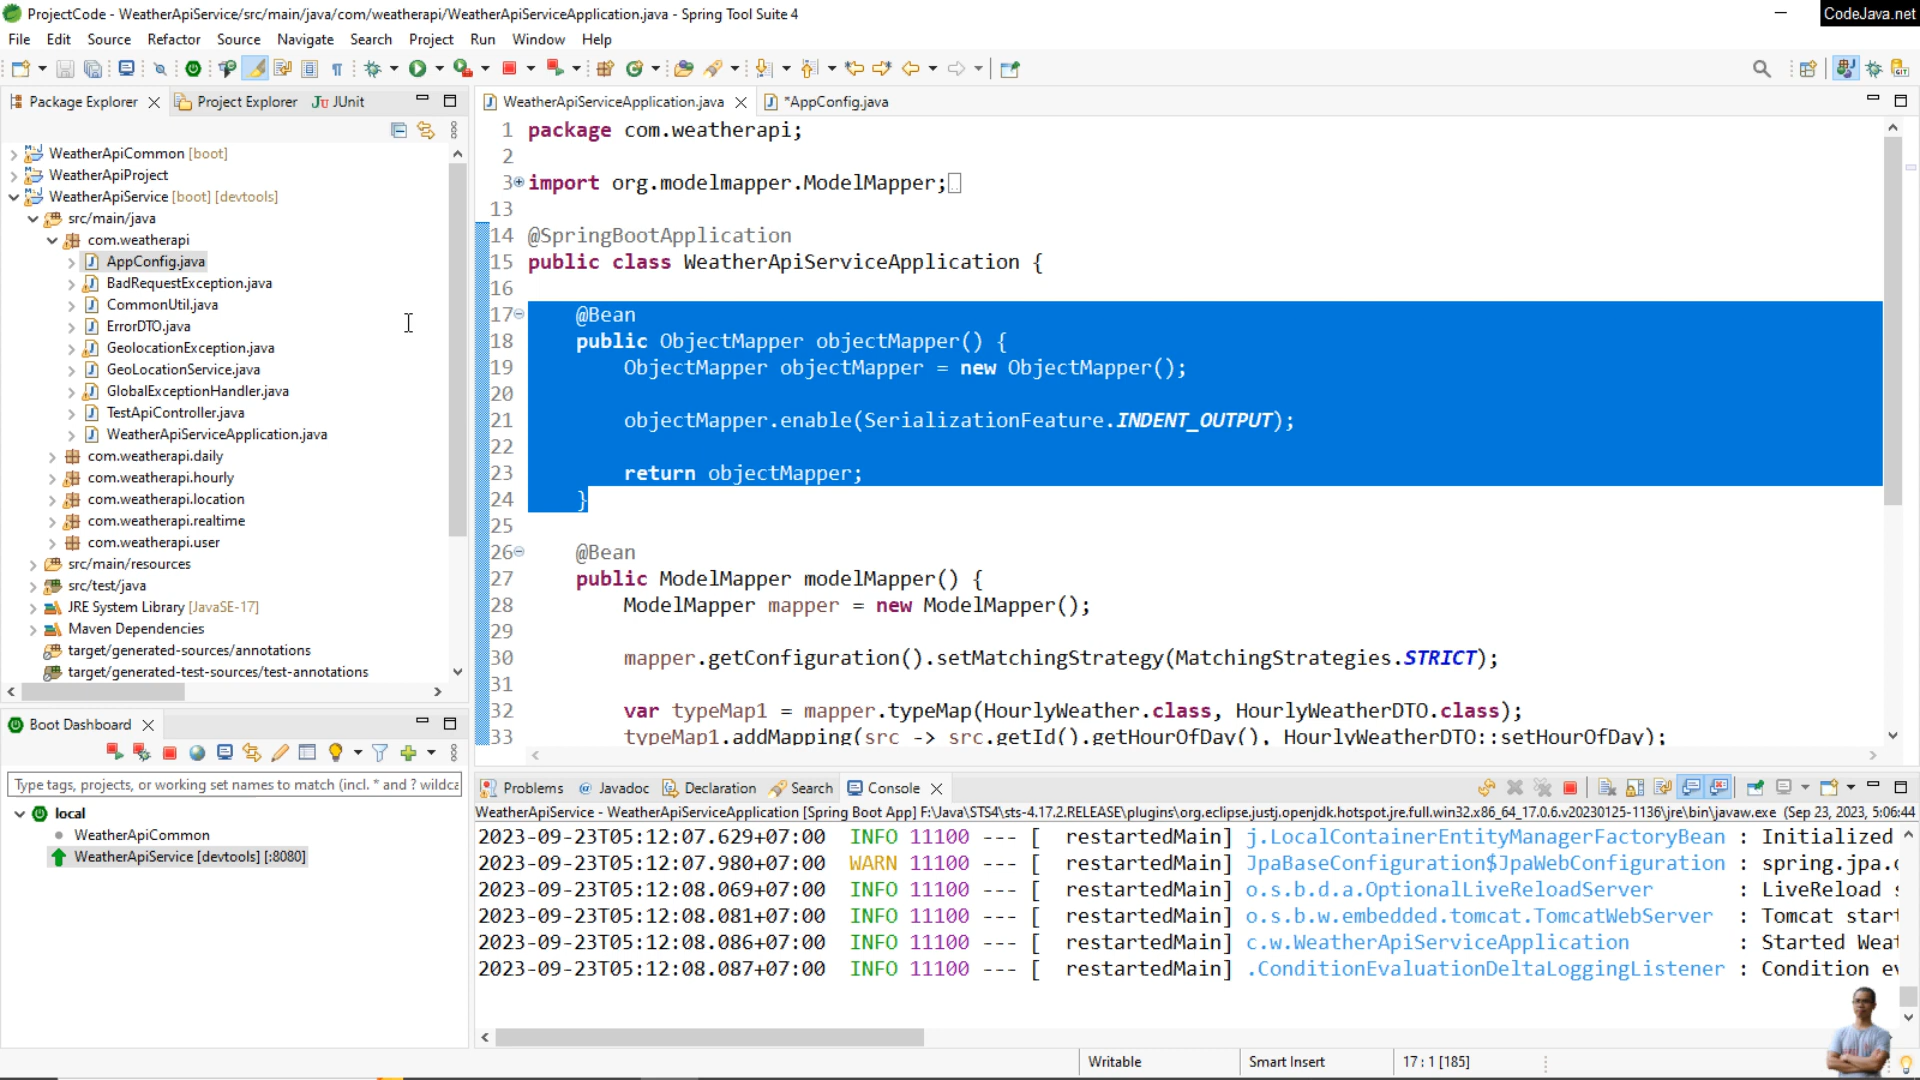 ProjectCode - WeatherApiService/src/main/java/com/weatherapi/WeatherApiServiceApplication.java - Spring Tool Suite 4
CodeJava.net
File Edit Source Refactor Source Navigate Search Project Run Window Help
Package Explorer Project Explorer JUnit
WeatherApiServiceApplication.java *AppConfig.java
WeatherApiCommon [boot]
WeatherApiProject
WeatherApiService [boot] [devtools]
src/main/java
com.weatherapi
AppConfig.java
BadRequestException.java
CommonUtil.java
ErrorDTO.java
GeolocationException.java
GeoLocationService.java
GlobalExceptionHandler.java
TestApiController.java
WeatherApiServiceApplication.java
com.weatherapi.daily
com.weatherapi.hourly
com.weatherapi.location
com.weatherapi.realtime
com.weatherapi.user
src/main/resources
src/test/java
JRE System Library [JavaSE-17]
Maven Dependencies
target/generated-sources/annotations
target/generated-test-sources/test-annotations
1 package com.weatherapi;
2
3 import org.modelmapper.ModelMapper;
13
14 @SpringBootApplication
15 public class WeatherApiServiceApplication {
16
17 @Bean
18 public ObjectMapper objectMapper() {
19 ObjectMapper objectMapper = new ObjectMapper();
20
21 objectMapper.enable(SerializationFeature.INDENT_OUTPUT);
22
23 return objectMapper;
24 }
25
26 @Bean
27 public ModelMapper modelMapper() {
28 ModelMapper mapper = new ModelMapper();
29
30 mapper.getConfiguration().setMatchingStrategy(MatchingStrategies.STRICT);
31
32 var typeMap1 = mapper.typeMap(HourlyWeather.class, HourlyWeatherDTO.class);
33 typeMap1.addMapping(src -> src.getId().getHourOfDay(), HourlyWeatherDTO::setHourOfDay);
Boot Dashboard
Type tags, projects, or working set names to match (incl. * and ? wildca
local
WeatherApiCommon
WeatherApiService [devtools] [:8080]
Problems Javadoc Declaration Search Console
WeatherApiService - WeatherApiServiceApplication [Spring Boot App] F:\Java\STS4\sts-4.17.2.RELEASE\plugins\org.eclipse.justj.openjdk.hotspot.jre.full.win32.x86_64_17.0.6.v20230125-1136\jre\bin\javaw.exe (Sep 23, 2023, 5:06:44
2023-09-23T05:12:07.629+07:00 INFO 11100 --- [ restartedMain] j.LocalContainerEntityManagerFactoryBean : Initialized
2023-09-23T05:12:07.980+07:00 WARN 11100 --- [ restartedMain] JpaBaseConfiguration$JpaWebConfiguration : spring.jpa.
2023-09-23T05:12:08.069+07:00 INFO 11100 --- [ restartedMain] o.s.b.d.a.OptionalLiveReloadServer : LiveReload
2023-09-23T05:12:08.081+07:00 INFO 11100 --- [ restartedMain] o.s.b.w.embedded.tomcat.TomcatWebServer : Tomcat start
2023-09-23T05:12:08.086+07:00 INFO 11100 --- [ restartedMain] c.w.WeatherApiServiceApplication : Started Weat
2023-09-23T05:12:08.087+07:00 INFO 11100 --- [ restartedMain] .ConditionEvaluationDeltaLoggingListener : Condition ev
Writable Smart Insert 17 : 1 [185]